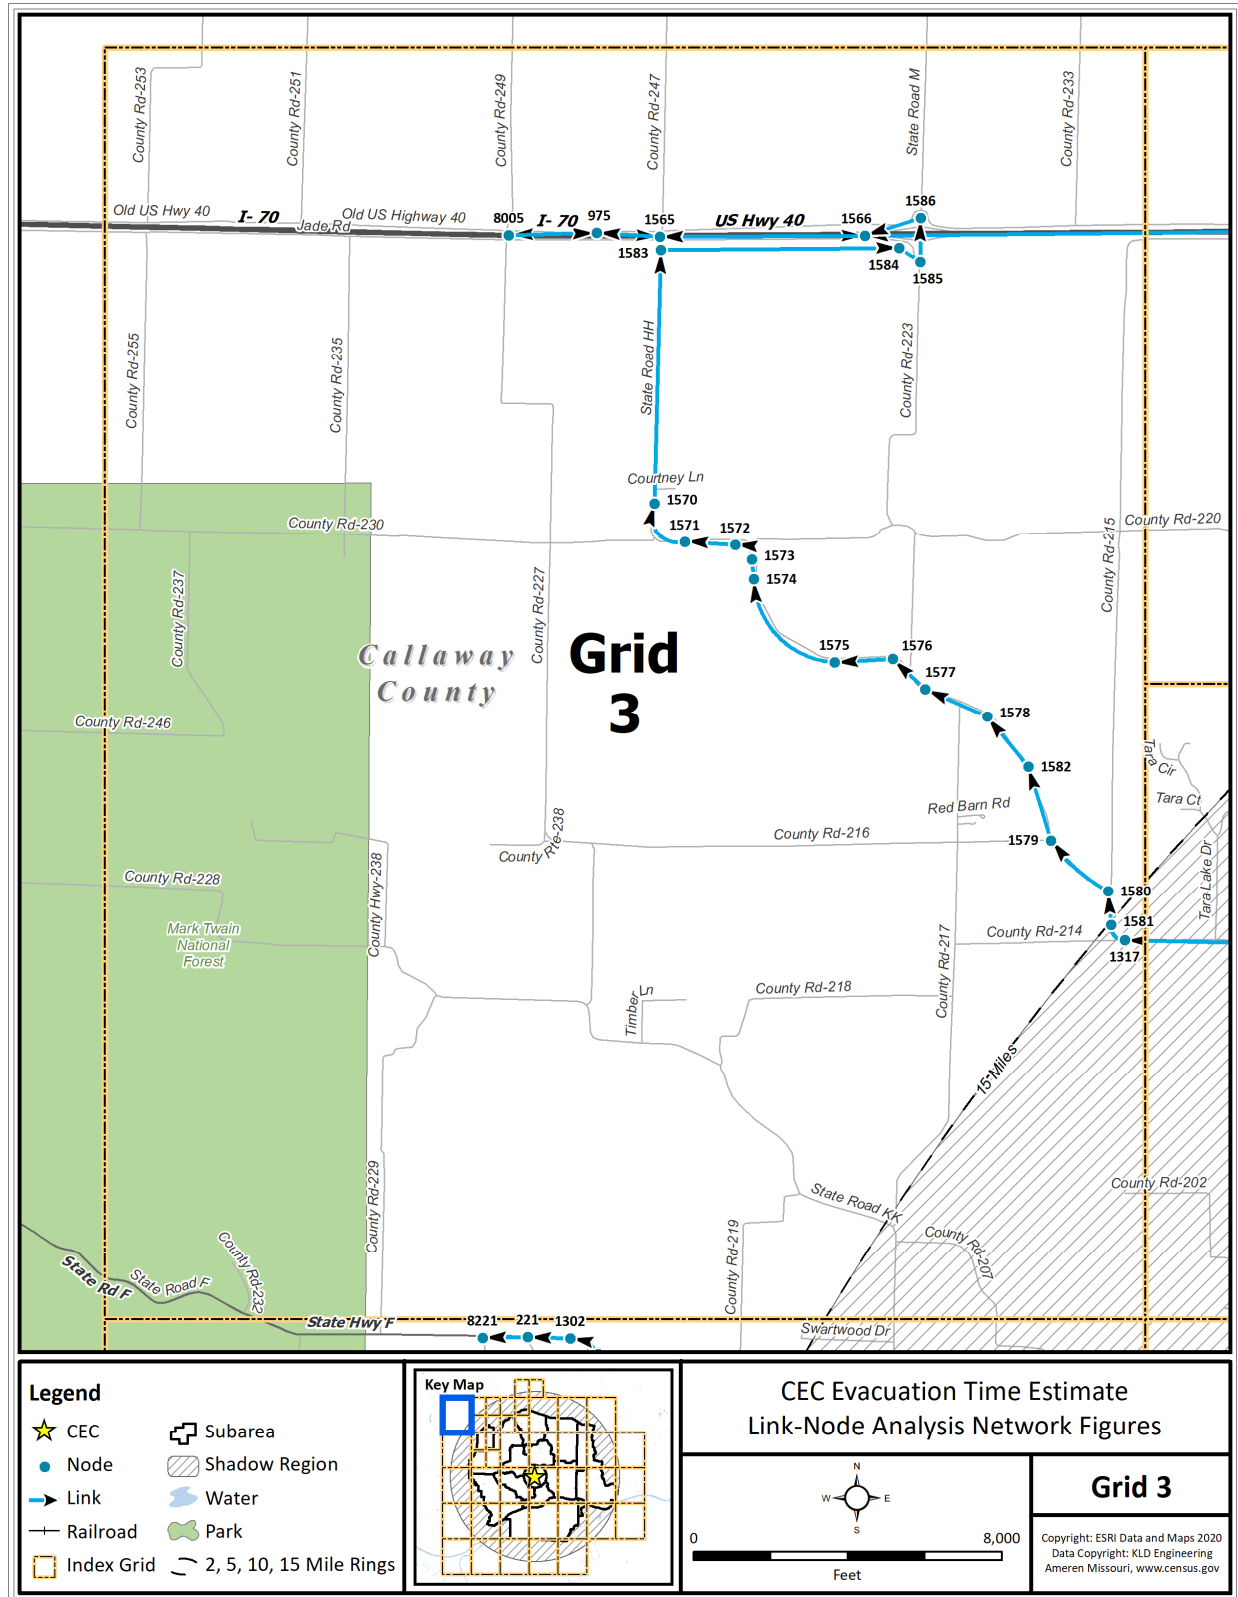 County Rd-253
County Rd-251
County Rd-249
County Rd-247
State Road M
County Rd-233
Old US Hwy 40
I- 70
Jade Rd
Old US Highway 40
8005
I- 70
975
1565
US Hwy 40
1566
1586
1583
1584
1585
County Rd-255
County Rd-235
State Road HH
County Rd-223
Courtney Ln
1570
1571
1572
1573
1574
County Rd-230
County Rd-220
County Rd-215
County Rd-237
County Rd-227
Callaway
County
Grid
3
1575
1576
1577
1578
1582
County Rd-246
Tara Cir
Tara Ct
Tara Lake Dr
Red Barn Rd
County Rd-216
1579
County Rte-238
County Hwy-238
County Rd-228
Mark Twain
National
Forest
1580
1581
1317
County Rd-214
County Rd-217
County Rd-218
Timber Ln
15 Miles
County Rd-229
County Rd-202
State Road KK
County Rd-207
County Rd-219
County Rd-232
State Rd F
State Road F
State Hwy F
8221
221
1302
Swartwood Dr
Legend
CEC
Node
Link
Railroad
Index Grid
Subarea
Shadow Region
Water
Park
2, 5, 10, 15 Mile Rings
Key Map
CEC Evacuation Time Estimate
Link-Node Analysis Network Figures
N
W
E
S
0
8,000
Feet
Grid 3
Copyright: ESRI Data and Maps 2020
Data Copyright: KLD Engineering
Ameren Missouri, www.census.gov